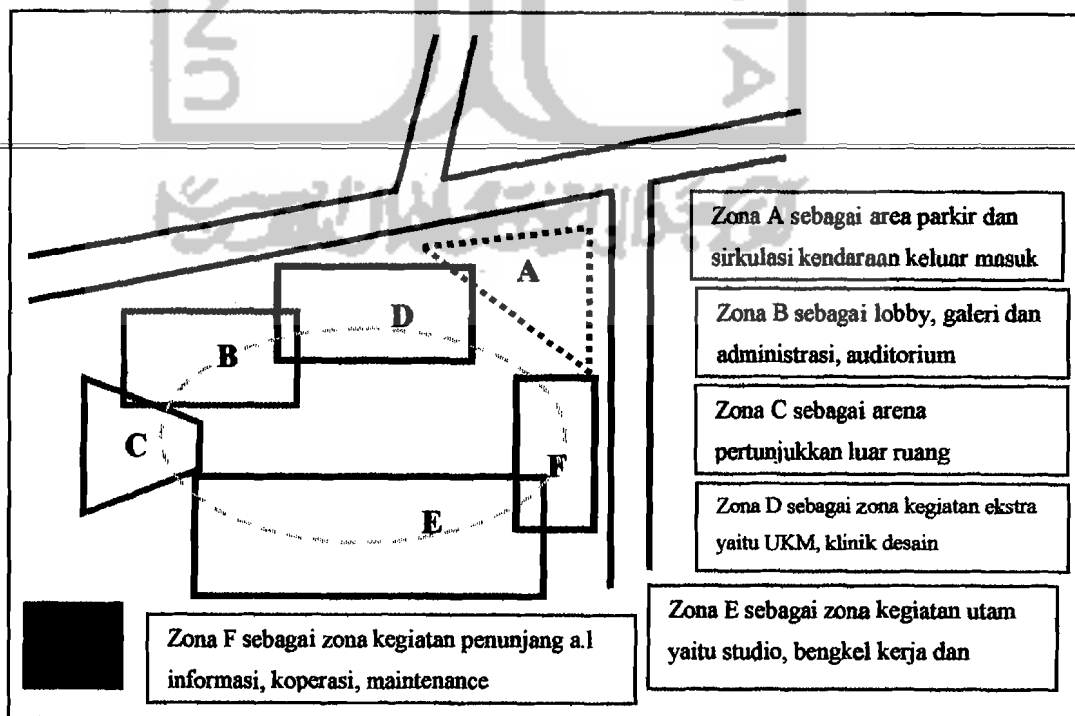 A
D
B
C
F
E
Zona A sebagai area parkir dan
sirkulasi kendaraan keluar masuk
Zona B sebagai lobby, galeri dan
administrasi, auditorium
Zona C sebagai arena
pertunjukkan luar ruang
Zona D sebagai zona kegiatan ekstra
yaitu UKM, klinik desain
Zona E sebagai zona kegiatan utam
yaitu studio, bengkel kerja dan
Zona F sebagai zona kegiatan penunjang a.l
informasi, koperasi, maintenance